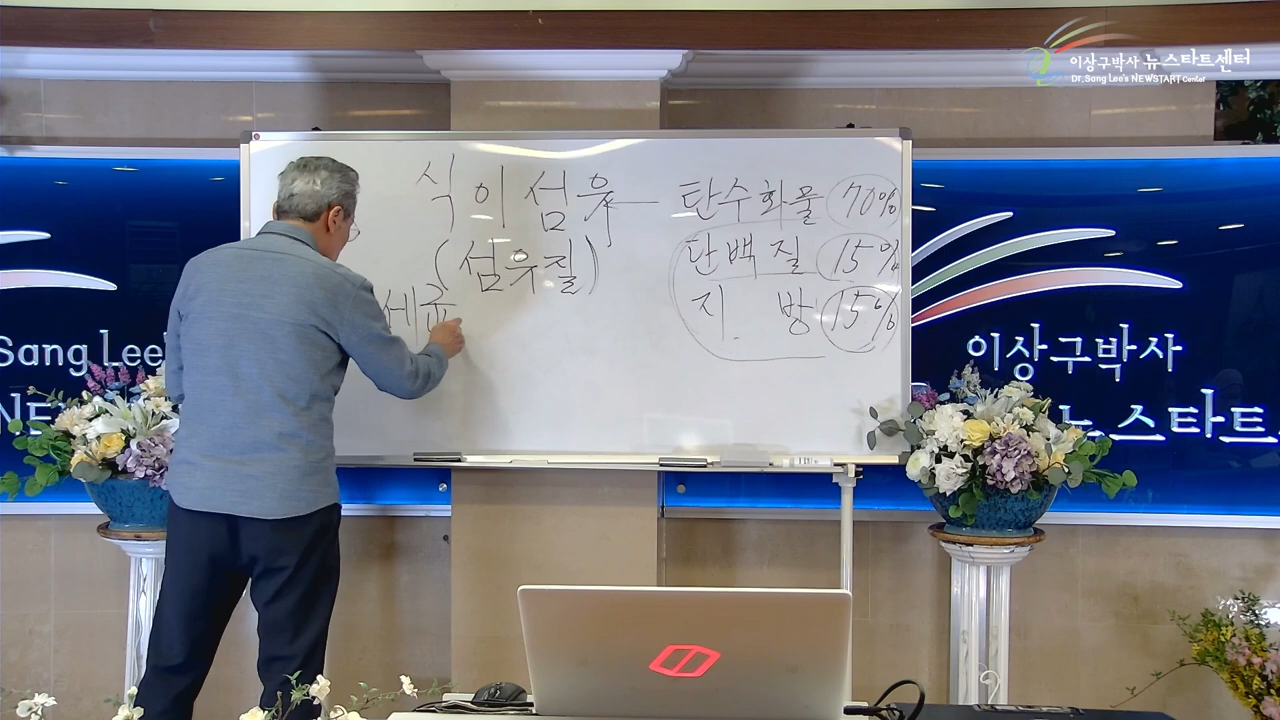 이상구박사 뉴스타트센터
Dr. Sang Lee's NEWSTART Center
식이섬유 탄수화물 70%
(섬유질) 단백질 15%
세균 지방 15%
Sang Lee
이상구박사
뉴스타트